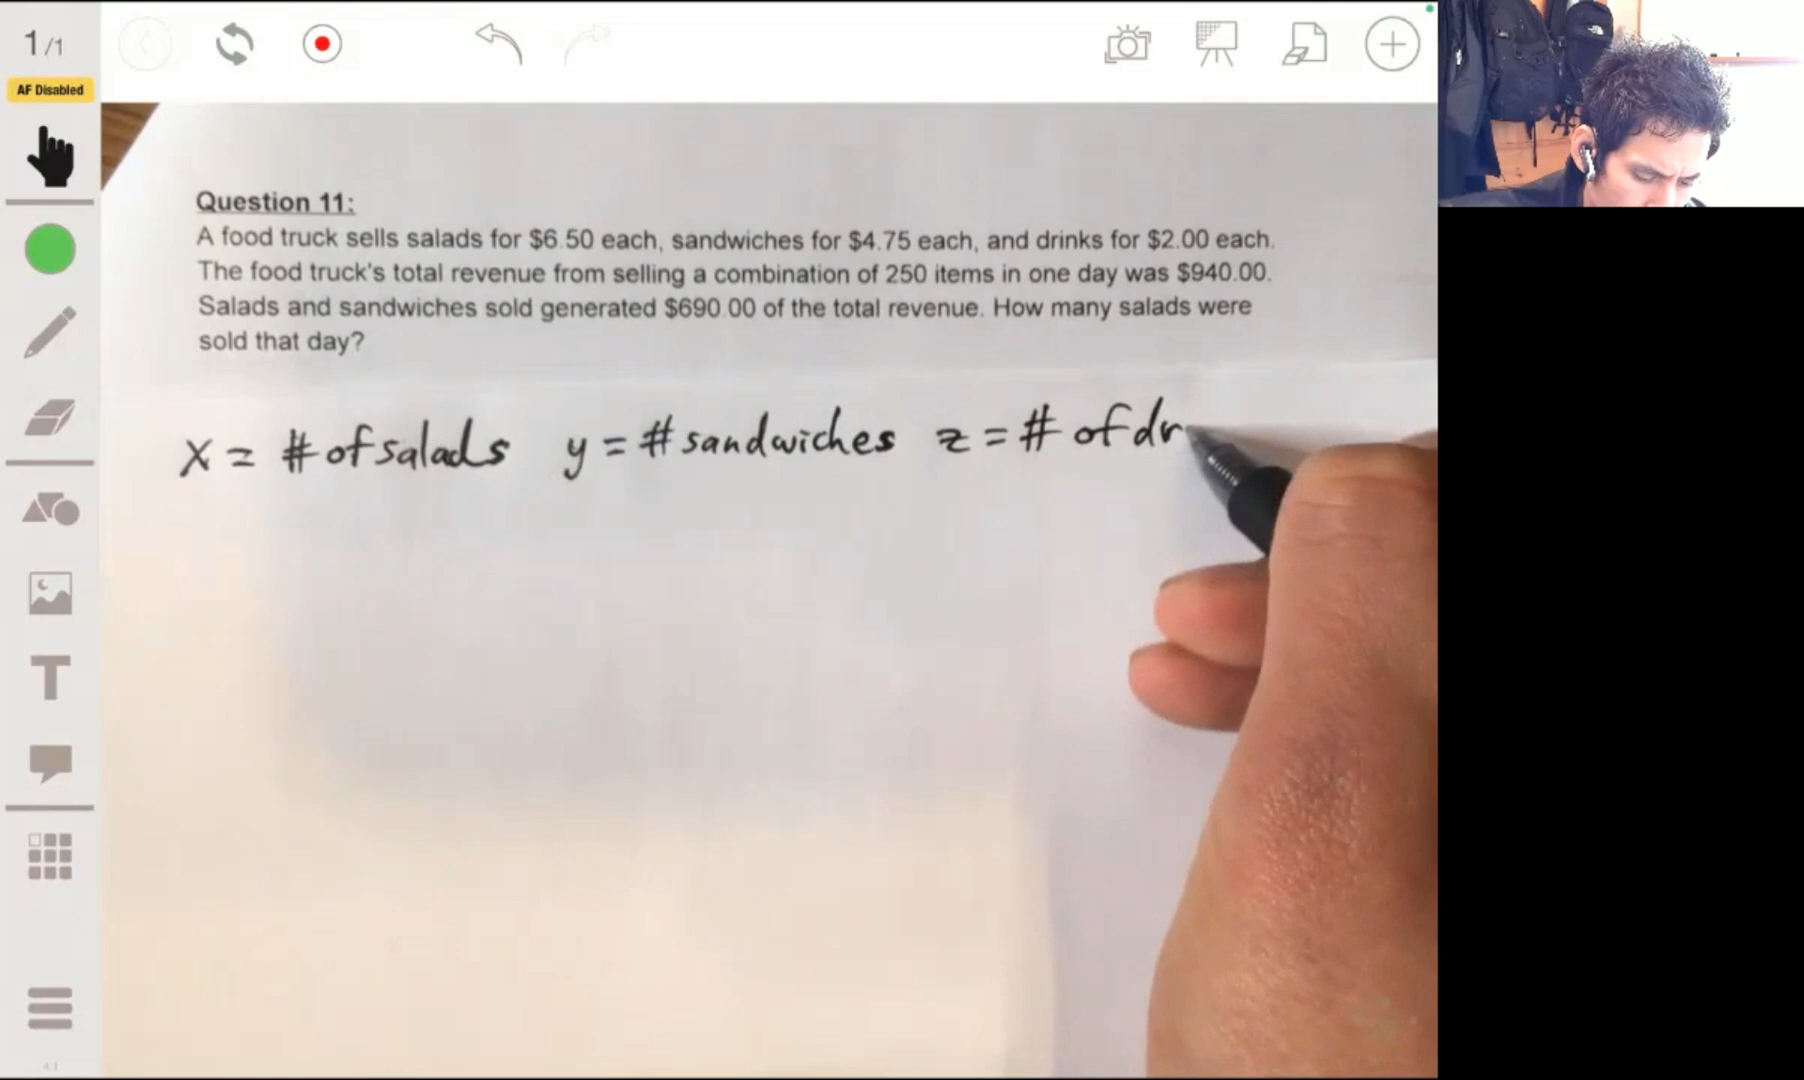 1/1
AF Disabled
Question 11:
A food truck sells salads for $6.50 each, sandwiches for $4.75 each, and drinks for $2.00 each.
The food truck's total revenue from selling a combination of 250 items in one day was $940.00.
Salads and sandwiches sold generated $690.00 of the total revenue. How many salads were
sold that day?
x = # of salads y = # sandwiches z = # of dr
T